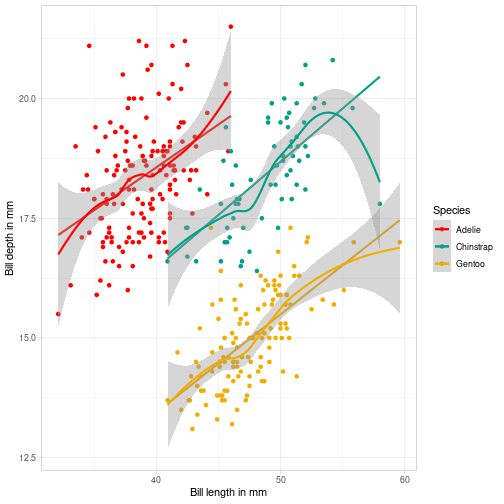 20.0
17.5
15.0
12.5
40
50
60
Bill length in mm
Bill depth in mm
Species
Adelie
Chinstrap
Gentoo